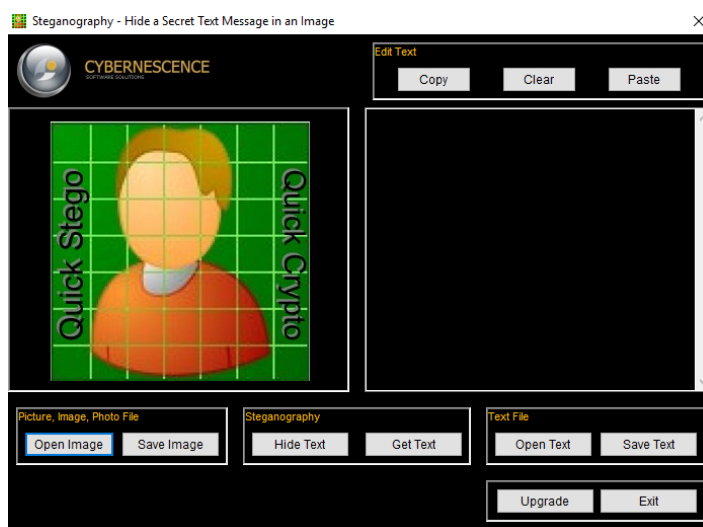 Steganography - Hide a Secret Text Message in an Image
CYBERNESCENCE
SOFTWARE SOLUTIONS
Edit Text
Copy Clear Paste
Quick Stego
Quick Crypto
Picture, Image, Photo File
Open Image Save Image
Steganography
Hide Text Get Text
Text File
Open Text Save Text
Upgrade Exit